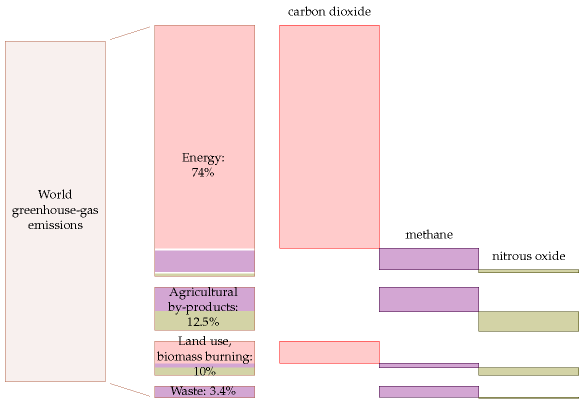 carbon dioxide
Energy:
74%
World
greenhouse-gas
emissions
methane
nitrous oxide
Agricultural
by-products:
12.5%
Land use,
biomass burning:
10%
Waste: 3.4%